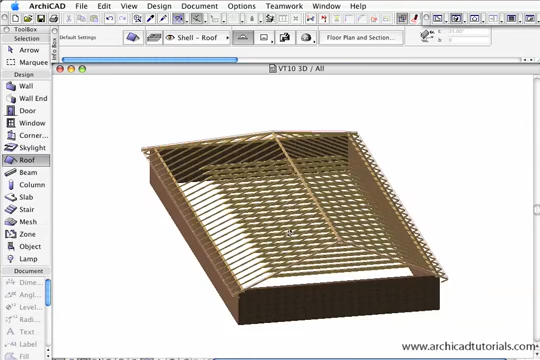 ArchiCAD File Edit View Design Document Options Teamwork Window Help
Default Settings
Shell - Roof
Floor Plan and Section...
Info Box
ToolBox
VT10 3D / All
Selection
Arrow
Marquee
Design
Wall
Wall End
Door
Window
Corner...
Skylight
Roof
Beam
Column
Slab
Stair
Mesh
Zone
Object
Lamp
Document
Dime...
Angl...
Level...
Radi...
Text
Label
www.archicadtutorials.com